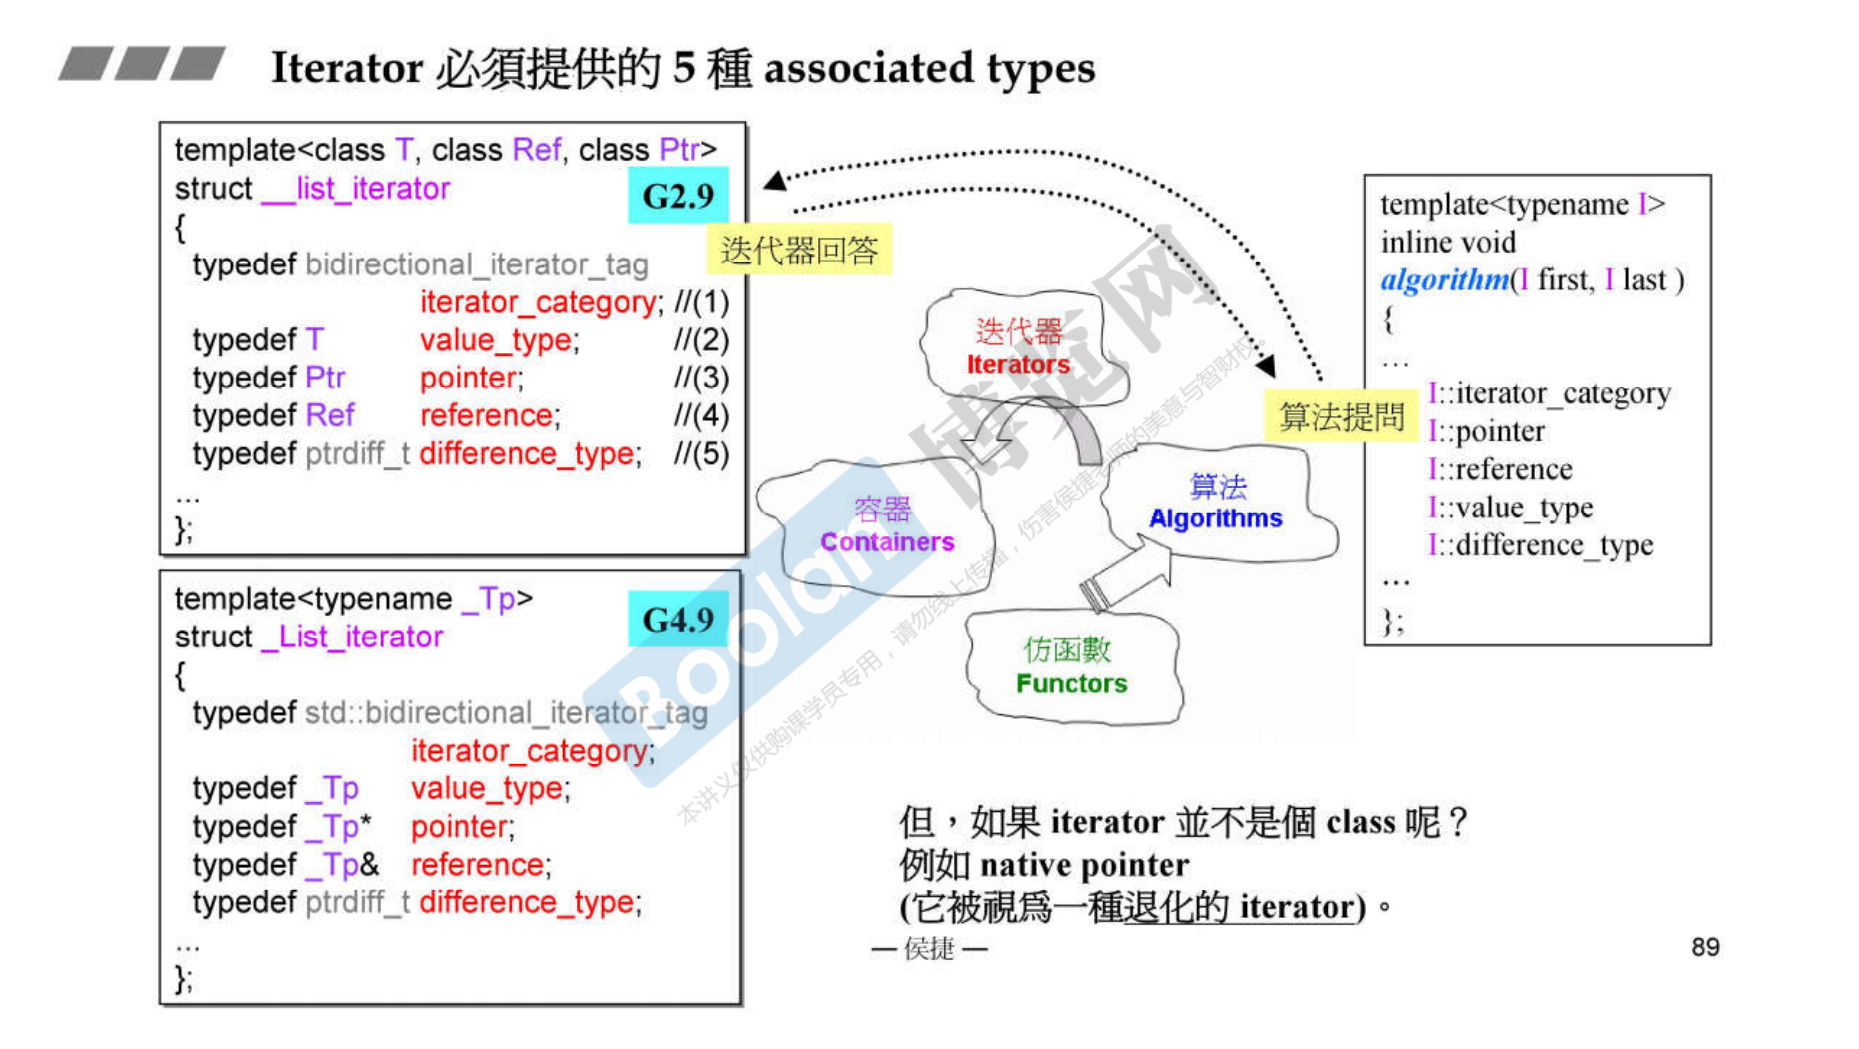 Iterator 必須提供的 5 種 associated types
template<class T, class Ref, class Ptr>
struct __list_iterator
G2.9
{
typedef bidirectional_iterator_tag
iterator_category; //(1)
typedef T value_type; //(2)
typedef Ptr pointer; //(3)
typedef Ref reference; //(4)
typedef ptrdiff_t difference_type; //(5)
...
};
template<typename _Tp>
struct _List_iterator
G4.9
{
typedef std::bidirectional_iterator_tag
iterator_category;
typedef _Tp value_type;
typedef _Tp* pointer;
typedef _Tp& reference;
typedef ptrdiff_t difference_type;
...
};
迭代器回答
迭代器
Iterators
容器
Containers
算法
Algorithms
仿函數
Functors
算法提問
template<typename I>
inline void
algorithm(I first, I last )
{
...
I::iterator_category
I::pointer
I::reference
I::value_type
I::difference_type
...
};
但，如果 iterator 並不是個 class 呢？
例如 native pointer
(它被視爲一種退化的 iterator)。
— 侯捷 —
89
Boolan 博览网
本讲义仅供购课学员专用，请勿线上传播，伤害侯捷老师的美意与智财权。